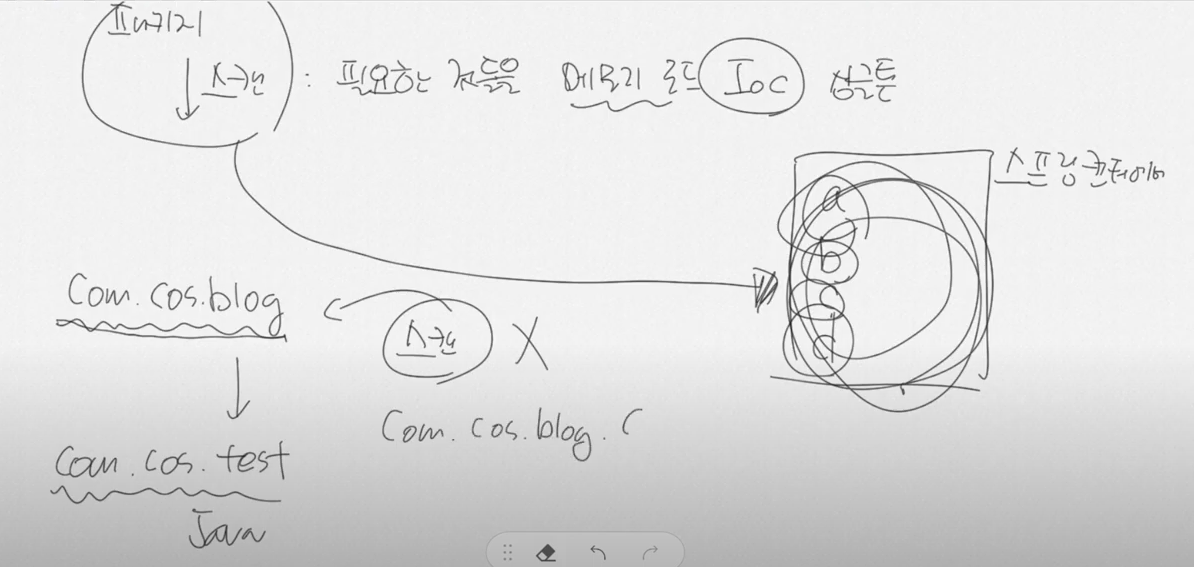 패키지
스캔 : 필요한 것들을 메모리 로드 IoC 싱글톤
스프링 컨테이너
a
b
c
d
com.cos.blog
스캔 X
com.cos.blog. (
com.cos.test
Java